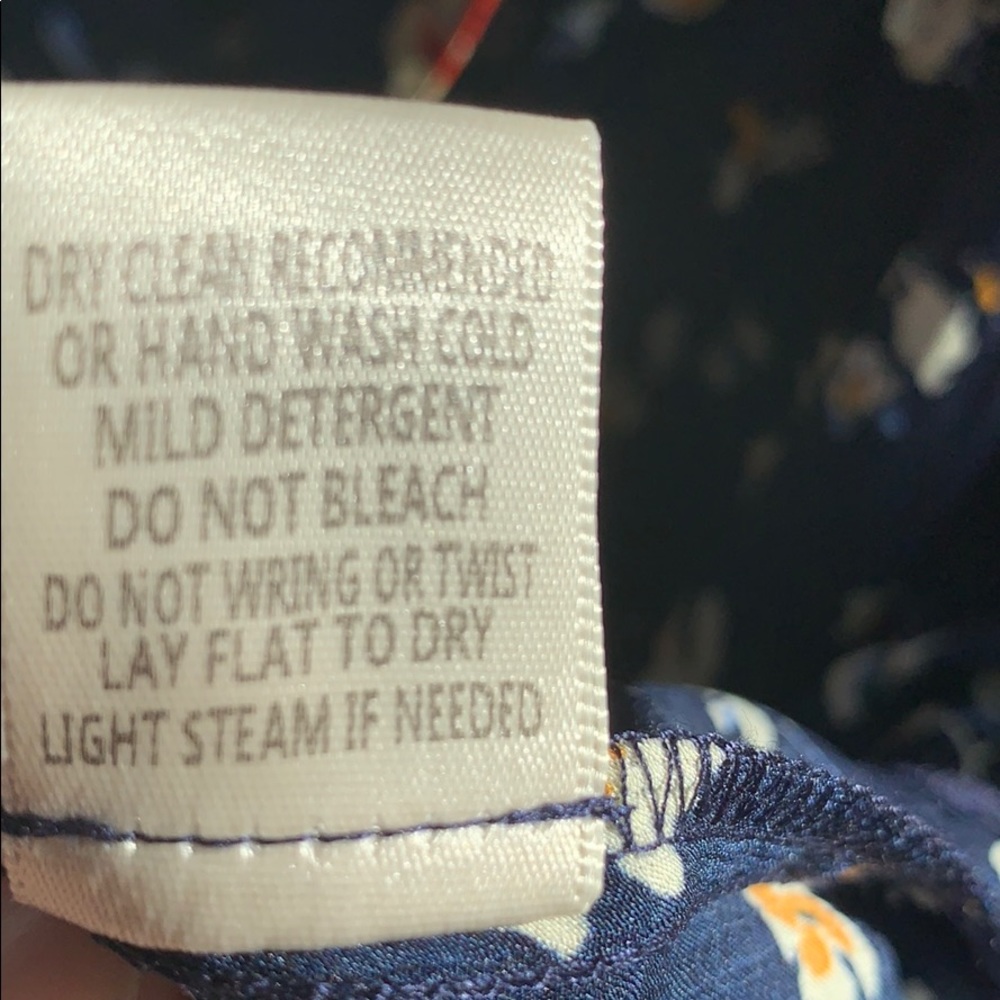 DRY CLEAN RECOMMENDED
OR HAND WASH COLD
MILD DETERGENT
DO NOT BLEACH
DO NOT WRING OR TWIST
LAY FLAT TO DRY
LIGHT STEAM IF NEEDED